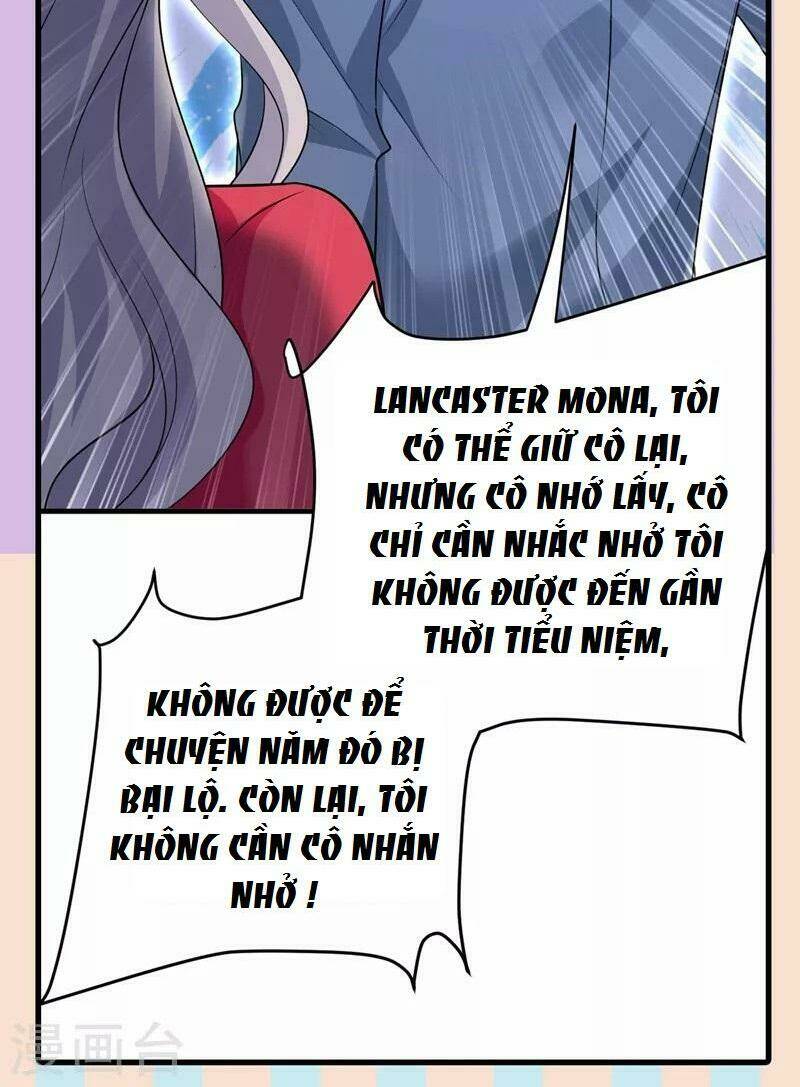 LANCASTER MONA, TÔI
CÓ THỂ GIỮ CÔ LẠI,
NHƯNG CÔ NHỚ LẤY, CÔ
CHỈ CẦN NHẮC NHỞ TÔI
KHÔNG ĐƯỢC ĐẾN GẦN
THỜI TIỂU NIỆM,
KHÔNG ĐƯỢC ĐỂ
CHUYỆN NĂM ĐÓ BỊ
BẠI LỘ. CÒN LẠI, TÔI
KHÔNG CẦN CÔ NHẮN
NHỞ !
漫画台